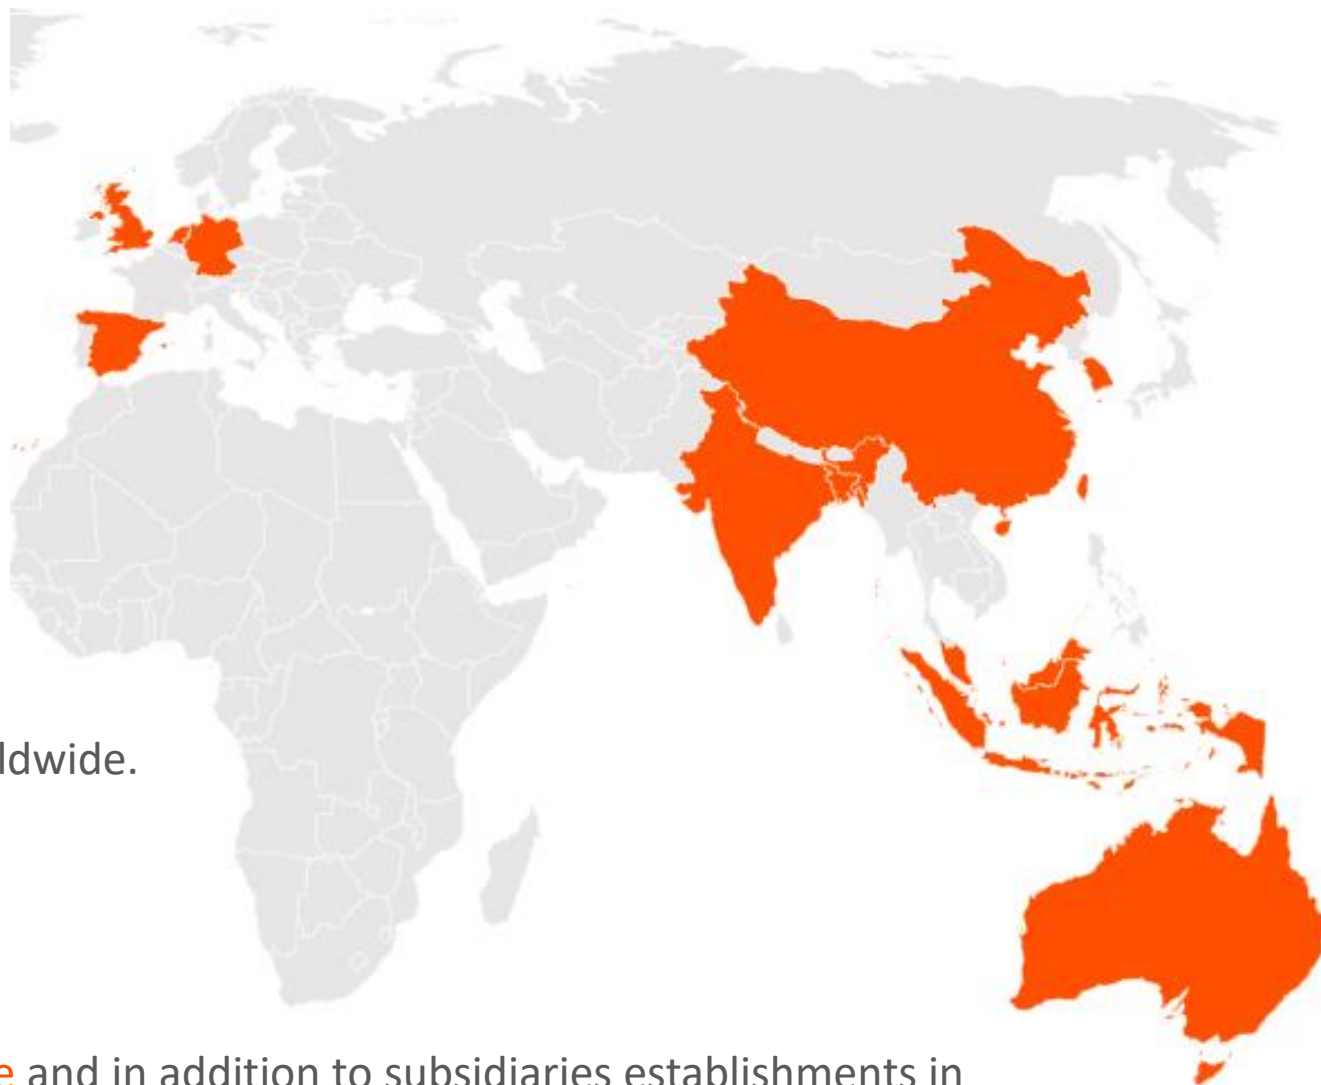 ldwide.
e and in addition to subsidiaries establishments in